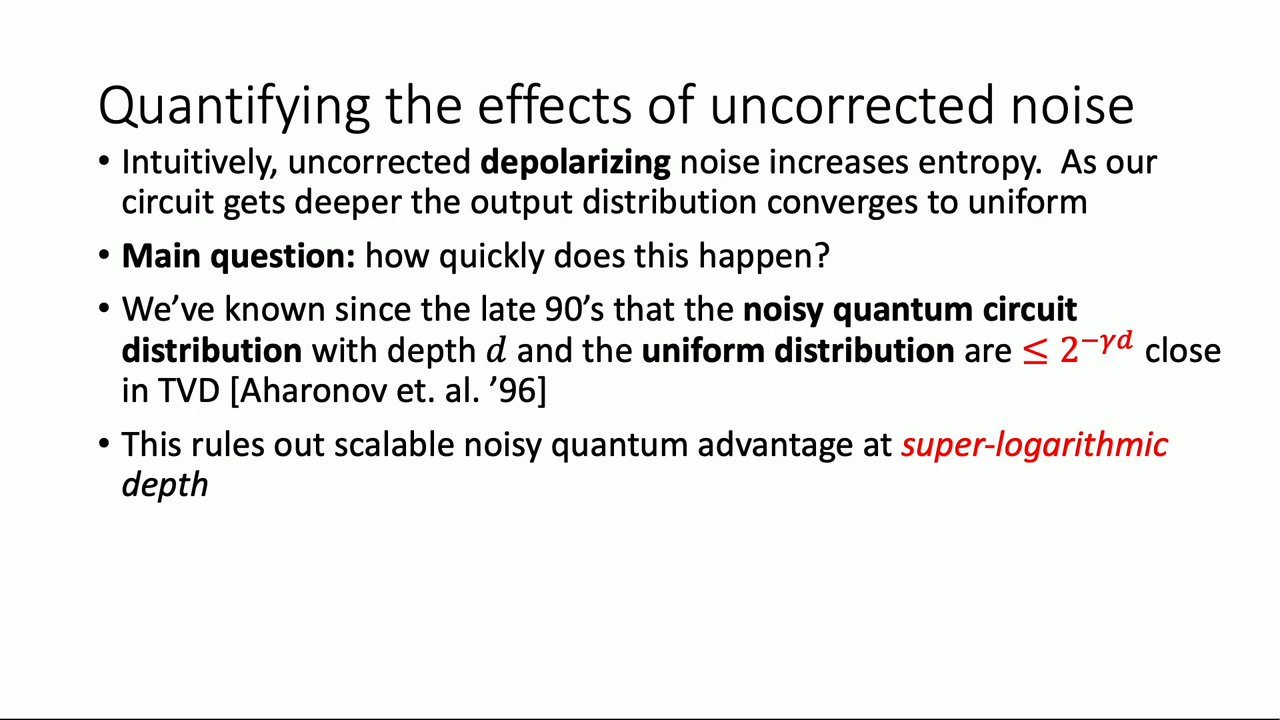 Quantifying the effects of uncorrected noise
• Intuitively, uncorrected depolarizing noise increases entropy.  As our
circuit gets deeper the output distribution converges to uniform
• Main question: how quickly does this happen?
• We’ve known since the late 90’s that the noisy quantum circuit
distribution with depth 𝑑 and the uniform distribution are ≤ 2^{−γd} close
in TVD [Aharonov et. al. ’96]
• This rules out scalable noisy quantum advantage at super-logarithmic
depth